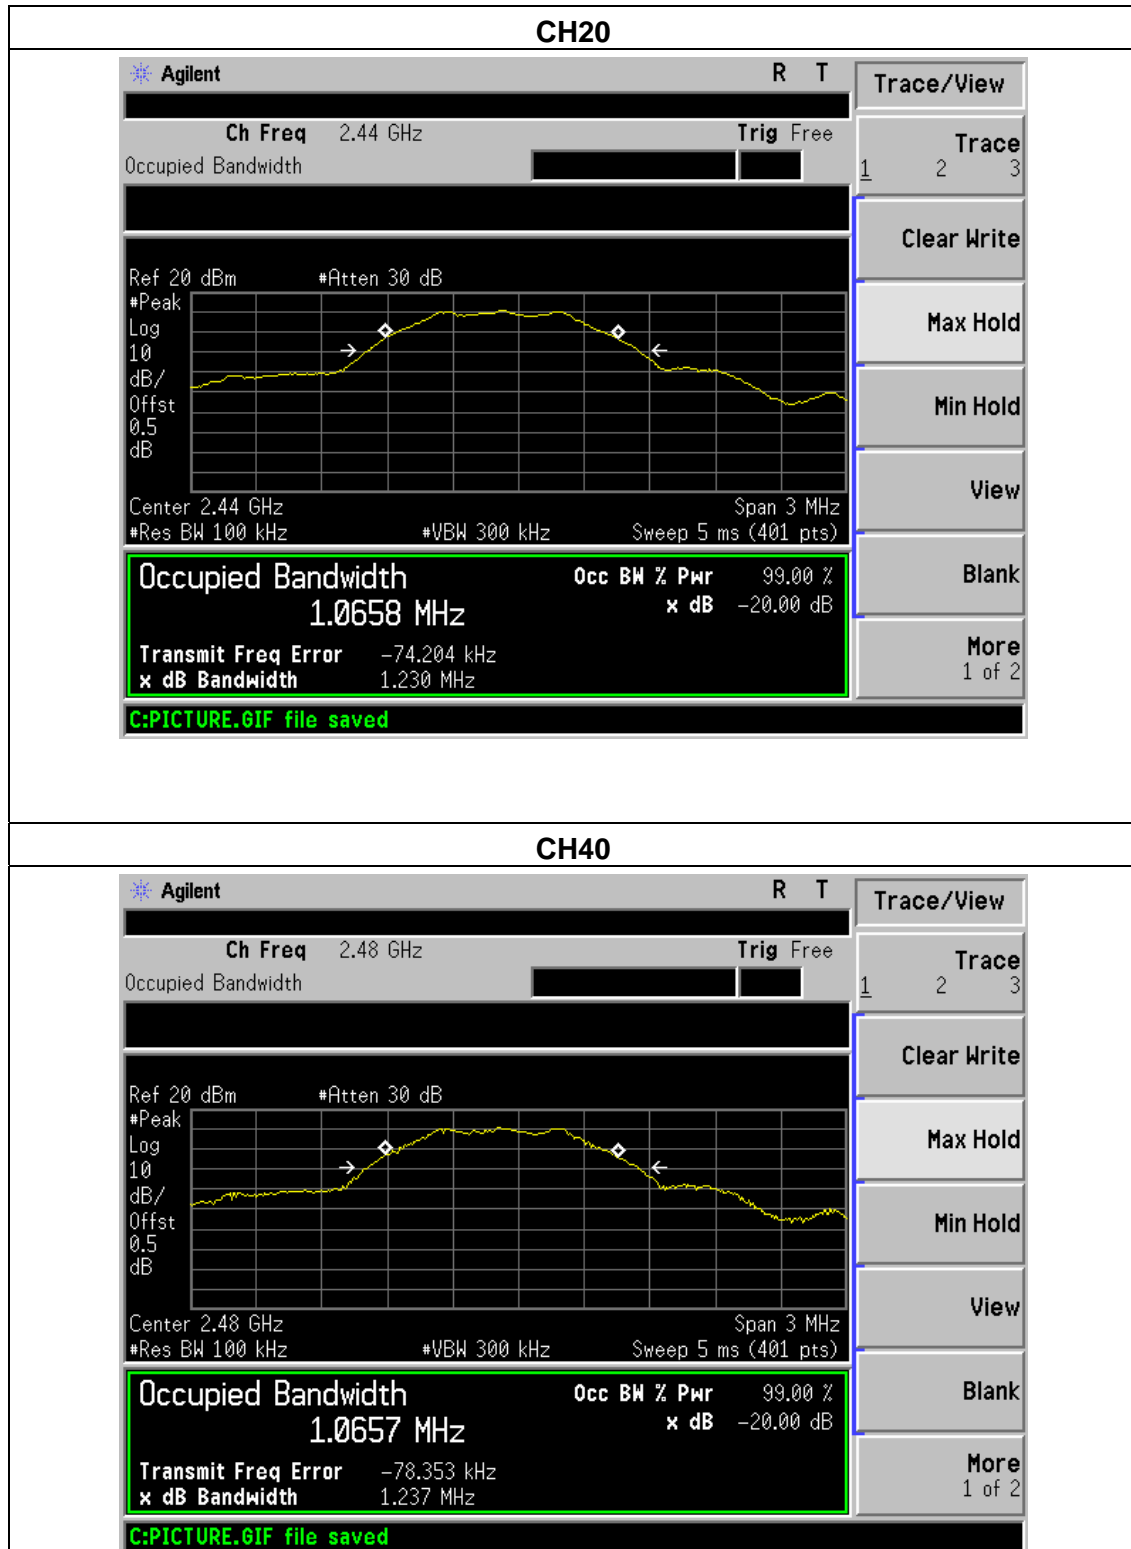 CH20
Agilent R T
Trace/View
Ch Freq 2.44 GHz Trig Free
Occupied Bandwidth
Trace
1 2 3
Clear Write
Max Hold
Min Hold
View
Blank
More
1 of 2
Ref 20 dBm #Atten 30 dB
#Peak
Log
10
dB/
Offst
0.5
dB
Center 2.44 GHz Span 3 MHz
#Res BW 100 kHz #VBW 300 kHz Sweep 5 ms (401 pts)
Occupied Bandwidth Occ BW % Pwr 99.00 %
1.0658 MHz x dB -20.00 dB
Transmit Freq Error -74.204 kHz
x dB Bandwidth 1.230 MHz
C:PICTURE.GIF file saved
CH40
Agilent R T
Trace/View
Ch Freq 2.48 GHz Trig Free
Occupied Bandwidth
Trace
1 2 3
Clear Write
Max Hold
Min Hold
View
Blank
More
1 of 2
Ref 20 dBm #Atten 30 dB
#Peak
Log
10
dB/
Offst
0.5
dB
Center 2.48 GHz Span 3 MHz
#Res BW 100 kHz #VBW 300 kHz Sweep 5 ms (401 pts)
Occupied Bandwidth Occ BW % Pwr 99.00 %
1.0657 MHz x dB -20.00 dB
Transmit Freq Error -78.353 kHz
x dB Bandwidth 1.237 MHz
C:PICTURE.GIF file saved